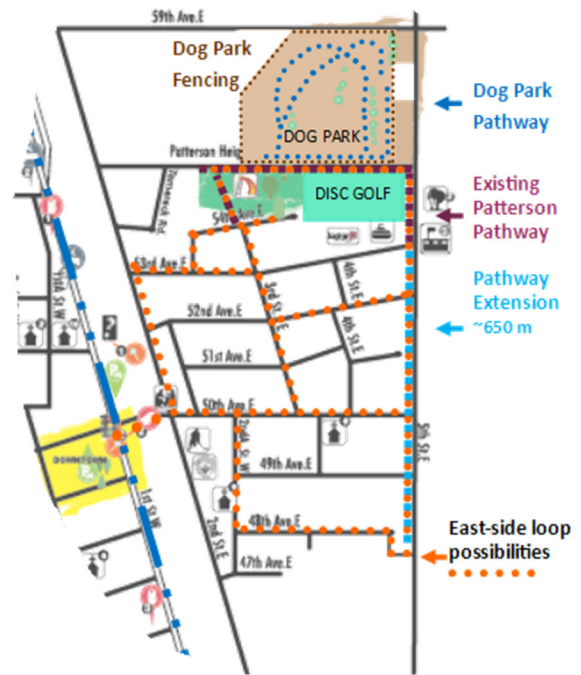 59th Ave.E
Dog Park
Fencing
DOG PARK
Dog Park
Pathway
Patterson Heig
DISC GOLF
Existing
Patterson
Pathway
54th Ave.E
53rd Ave.E
Pathway
Extension
~650 m
52nd Ave.E
3rd St.E
4th St.E
4th St.E
51st Ave.E
50th Ave.E
5th St.E
49th Ave.E
DOWNTOWN
1st St.W
2nd St.E
48th Ave.E
47th Ave.E
East-side loop
possibilities